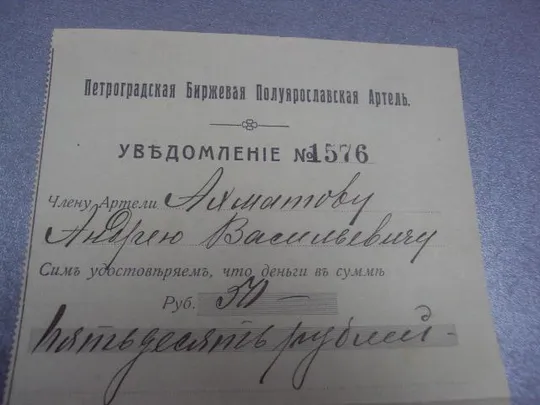 Петроградская Биржевая Полуярославская Артель.
УВѢДОМЛЕНІЕ №1576
Члену Артели Ахматову
Андрею Васильевичу
Симъ удостовѣряемъ, что деньги въ суммѣ
Руб. 50 —
Пятьдесятъ рублей -